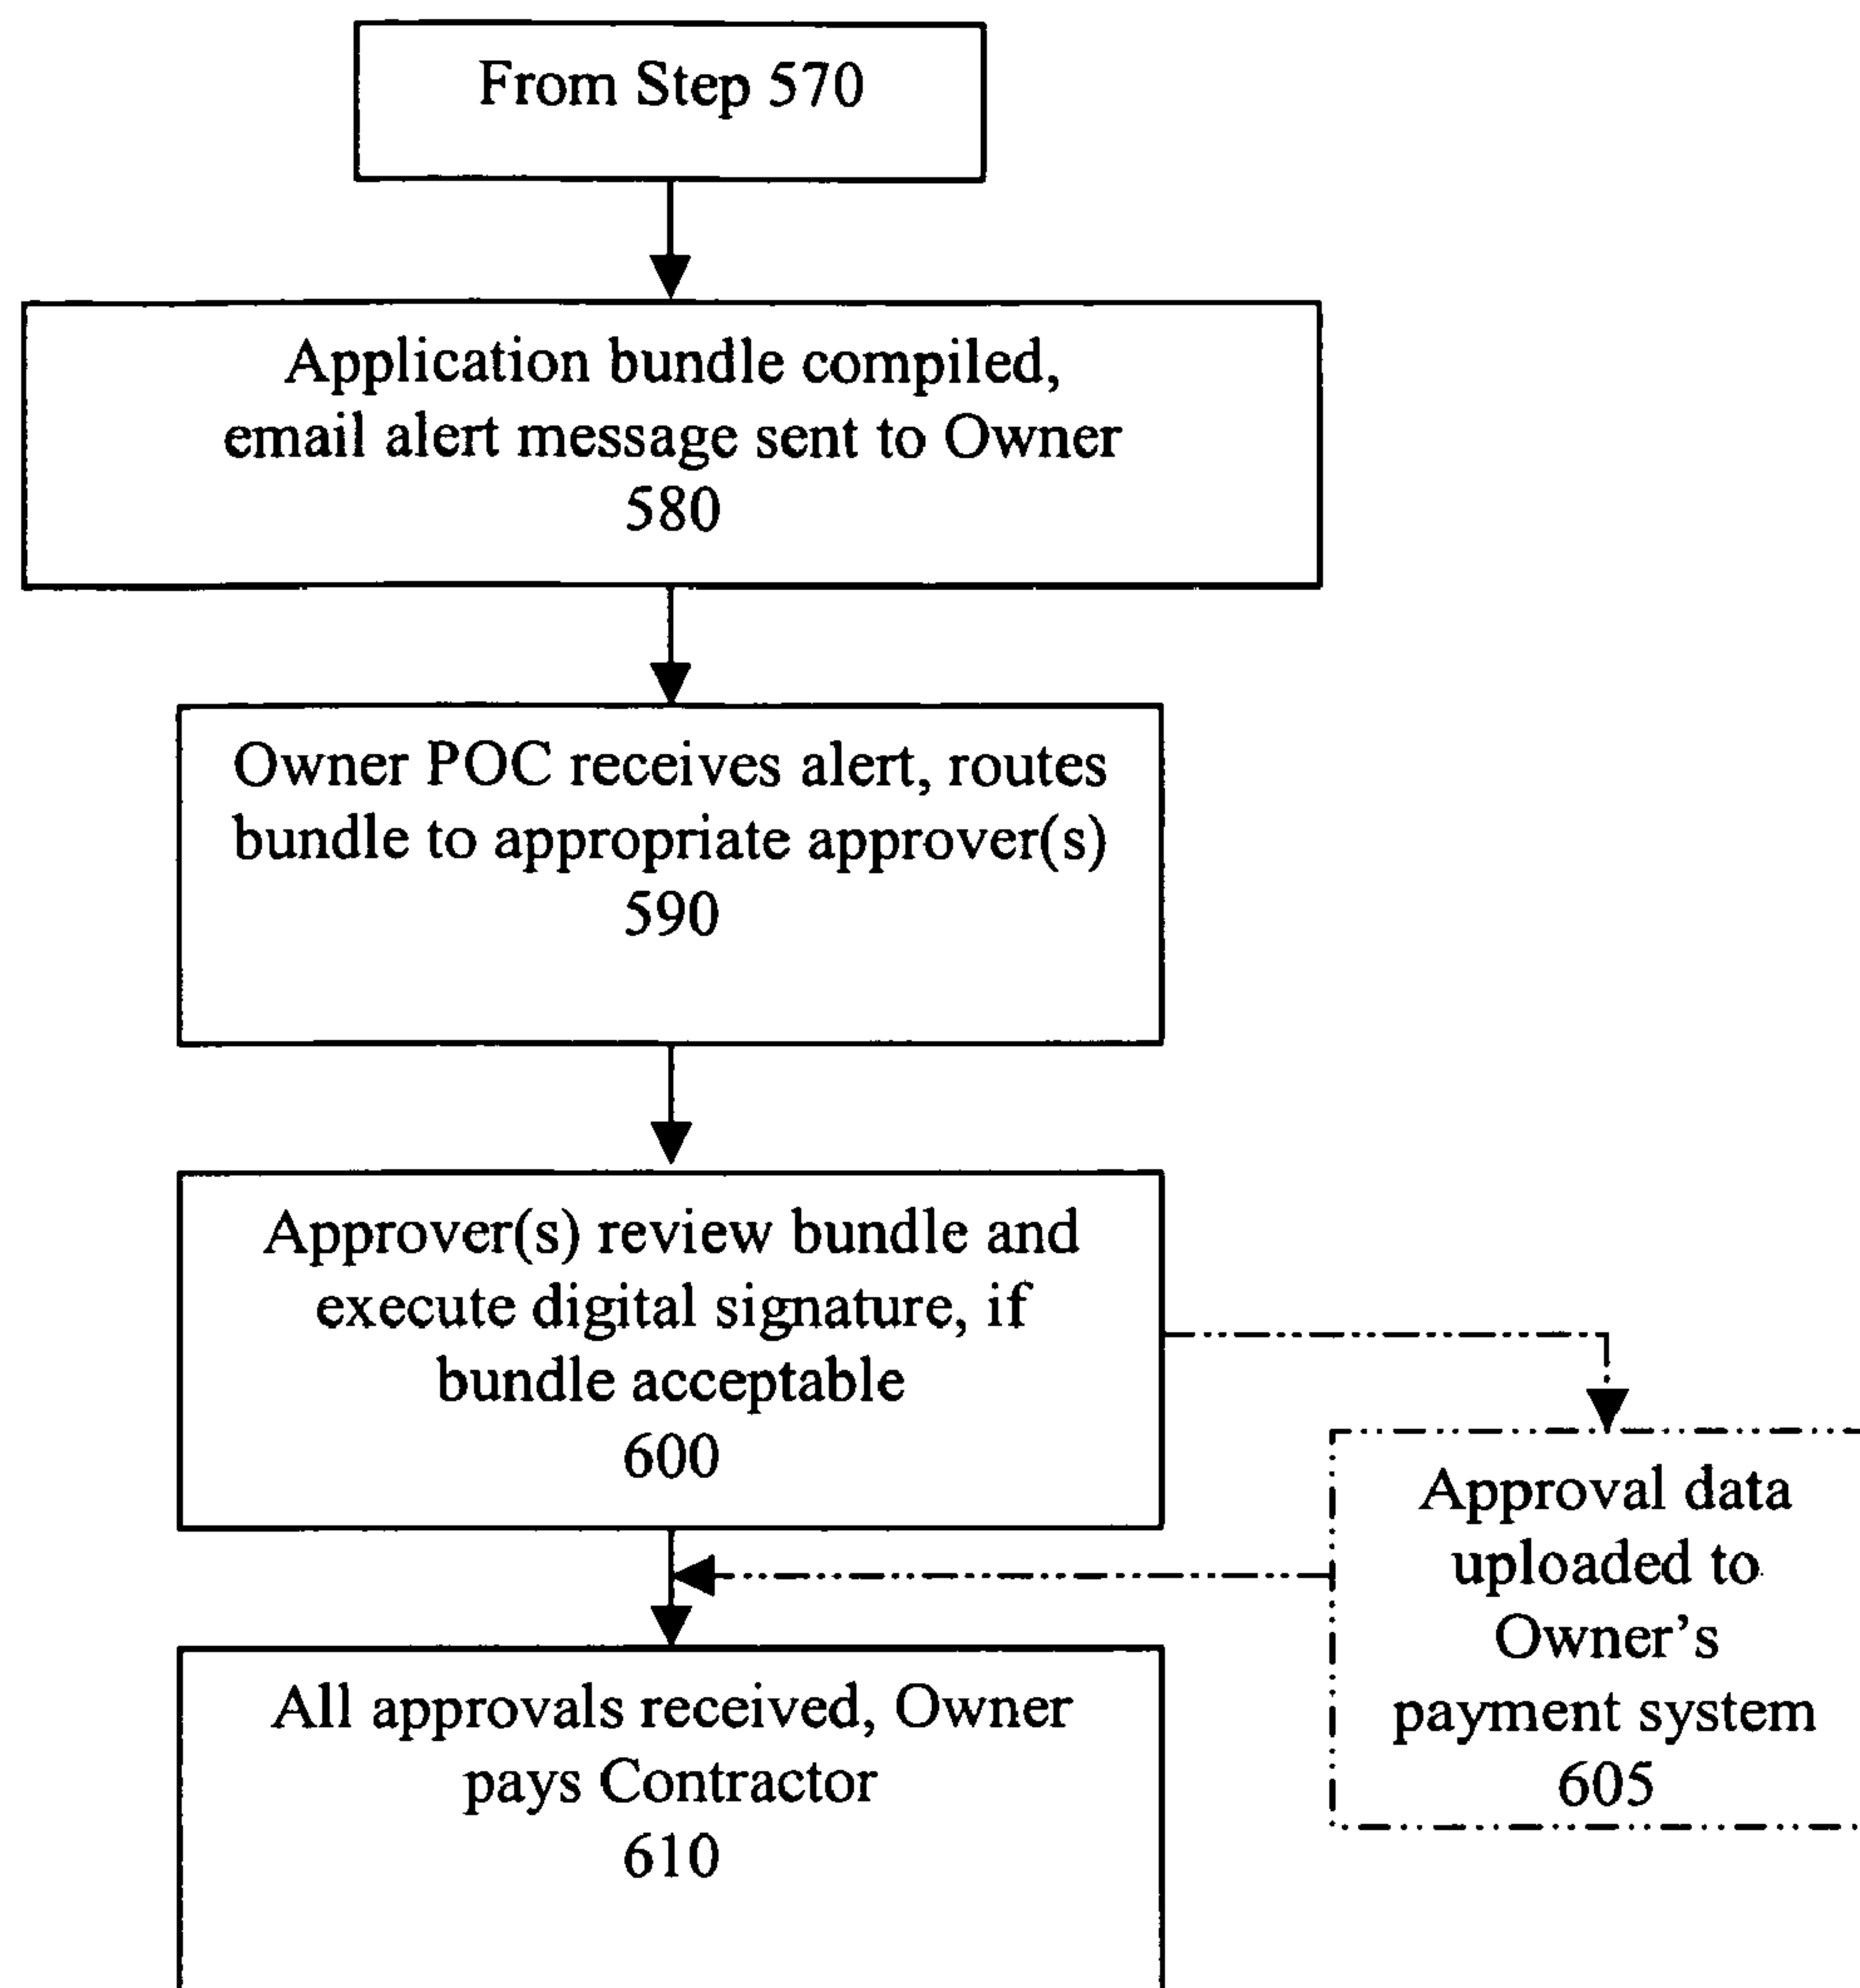 From Step 570
Application bundle compiled,
email alert message sent to Owner
580
Owner POC receives alert, routes
bundle to appropriate approver(s)
590
Approver(s) review bundle and
execute digital signature, if
bundle acceptable
600
Approval data
uploaded to
Owner's
payment system
605
All approvals received, Owner
pays Contractor
610